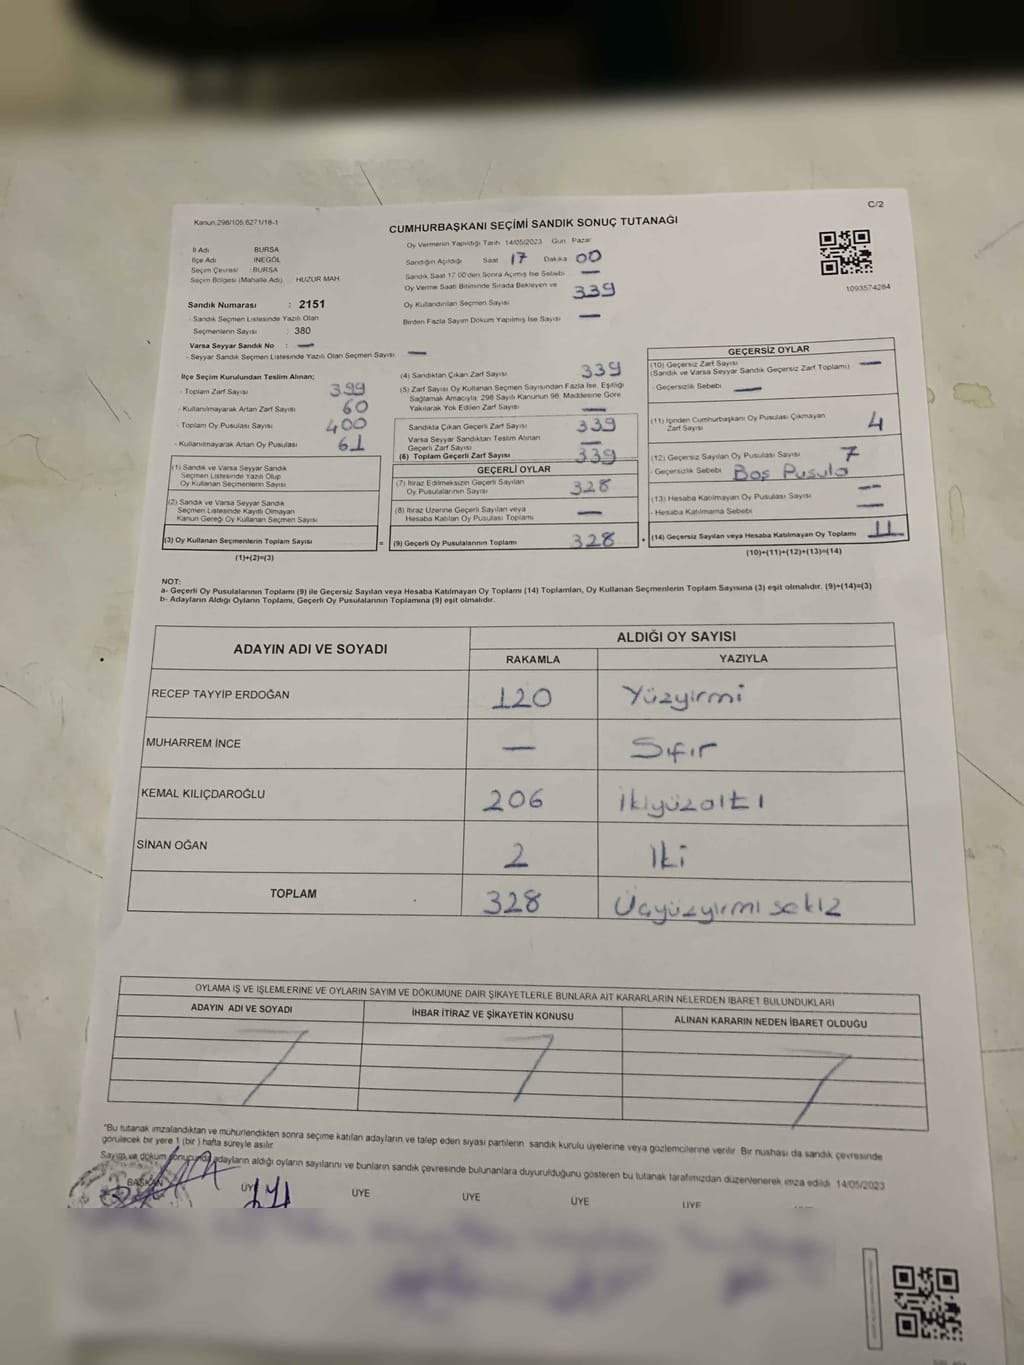 C/2
Kanun.298/105.6271/18-1
CUMHURBAŞKANI SEÇİMİ SANDIK SONUÇ TUTANAĞI
İl Adı BURSA
İlçe Adı İNEGÖL
Seçim Çevresi : BURSA
Seçim Bölgesi (Mahalle Adı) HUZUR MAH
Sandık Numarası : 2151
- Sandık Seçmen Listesinde Yazılı Olan
Seçmenlerin Sayısı : 380
Varsa Seyyar Sandık No : —
- Seyyar Sandık Seçmen Listesinde Yazılı Olan Seçmen Sayısı —
Oy Vermenin Yapıldığı Tarih 14/05/2023 Gün Pazar
Sandığın Açıldığı Saat 17 Dakika 00
Sandık Saat 17.00'den Sonra Açılmış İse Sebebi —
Oy Verme Saati Bitiminde Sırada Bekleyen ve
Oy Kullandırılan Seçmen Sayısı 339
Birden Fazla Sayım Döküm Yapılmış İse Sayısı —
1093574264
İlçe Seçim Kurulundan Teslim Alınan;
- Toplam Zarf Sayısı 399
- Kullanılmayarak Artan Zarf Sayısı 60
- Toplam Oy Pusulası Sayısı 400
- Kullanılmayarak Artan Oy Pusulası 61
(1) Sandık ve Varsa Seyyar Sandık
Seçmen Listesinde Yazılı Olup
Oy Kullanan Seçmenlerin Sayısı
(2) Sandık ve Varsa Seyyar Sandık
Seçmen Listesinde Kayıtlı Olmayan
Kanun Gereği Oy Kullanan Seçmen Sayısı
(3) Oy Kullanan Seçmenlerin Toplam Sayısı =
(1)+(2)=(3)
(4) Sandıktan Çıkan Zarf Sayısı 339
(5) Zarf Sayısı Oy Kullanan Seçmen Sayısından Fazla İse, Eşitliği
Sağlamak Amacıyla, 298 Sayılı Kanunun 98. Maddesine Göre
Yakılarak Yok Edilen Zarf Sayısı —
Sandıkta Çıkan Geçerli Zarf Sayısı 339
Varsa Seyyar Sandıktan Teslim Alınan
Geçerli Zarf Sayısı —
(6) Toplam Geçerli Zarf Sayısı 339
GEÇERLİ OYLAR
(7) İtiraz Edilmeksizin Geçerli Sayılan
Oy Pusulalarının Sayısı 328
(8) İtiraz Üzerine Geçerli Sayılan veya
Hesaba Katılan Oy Pusulası Toplamı —
(9) Geçerli Oy Pusulalarının Toplamı 328 +
GEÇERSİZ OYLAR
(10) Geçersiz Zarf Sayısı —
(Sandık ve Varsa Seyyar Sandık Geçersiz Zarf Toplamı)
- Geçersizlik Sebebi —
(11) İçinden Cumhurbaşkanı Oy Pusulası Çıkmayan
Zarf Sayısı 4
(12) Geçersiz Sayılan Oy Pusulası Sayısı 7
- Geçersizlik Sebebi Boş Pusula
(13) Hesaba Katılmayan Oy Pusulası Sayısı —
- Hesaba Katılmama Sebebi —
(14) Geçersiz Sayılan veya Hesaba Katılmayan Oy Toplamı 11
(10)+(11)+(12)+(13)=(14)
NOT:
a- Geçerli Oy Pusulalarının Toplamı (9) ile Geçersiz Sayılan veya Hesaba Katılmayan Oy Toplamı (14) Toplamları, Oy Kullanan Seçmenlerin Toplam Sayısına (3) eşit olmalıdır. (9)+(14)=(3)
b- Adayların Aldığı Oyların Toplamı, Geçerli Oy Pusulalarının Toplamına (9) eşit olmalıdır.
ADAYIN ADI VE SOYADI ALDIĞI OY SAYISI
RAKAMLA YAZIYLA
RECEP TAYYİP ERDOĞAN 120 Yüzyirmi
MUHARREM İNCE — Sıfır
KEMAL KILIÇDAROĞLU 206 İkiyüzaltı
SİNAN OĞAN 2 İki
TOPLAM 328 Üçyüzyirmi sekiz
OYLAMA İŞ VE İŞLEMLERİNE VE OYLARIN SAYIM VE DÖKÜMÜNE DAİR ŞİKAYETLERLE BUNLARA AİT KARARLARIN NELERDEN İBARET BULUNDUKLARI
ADAYIN ADI VE SOYADI İHBAR İTİRAZ VE ŞİKAYETİN KONUSU ALINAN KARARIN NEDEN İBARET OLDUĞU
"Bu tutanak imzalandıktan ve mühürlendikten sonra seçime katılan adayların ve talep eden siyasi partilerin sandık kurulu üyelerine veya gözlemcilerine verilir. Bir nushası da sandık çevresinde
görülecek bir yere 1 (bir) hafta süreyle asılır.
Sayım ve döküm sonucunda adayların aldığı oyların sayılarını ve bunların sandık çevresinde bulunanlara duyurulduğunu gösteren bu tutanak tarafımızdan düzenlenerek imza edildi. 14/05/2023
BAŞKAN ÜYE ÜYE ÜYE ÜYE ÜYE